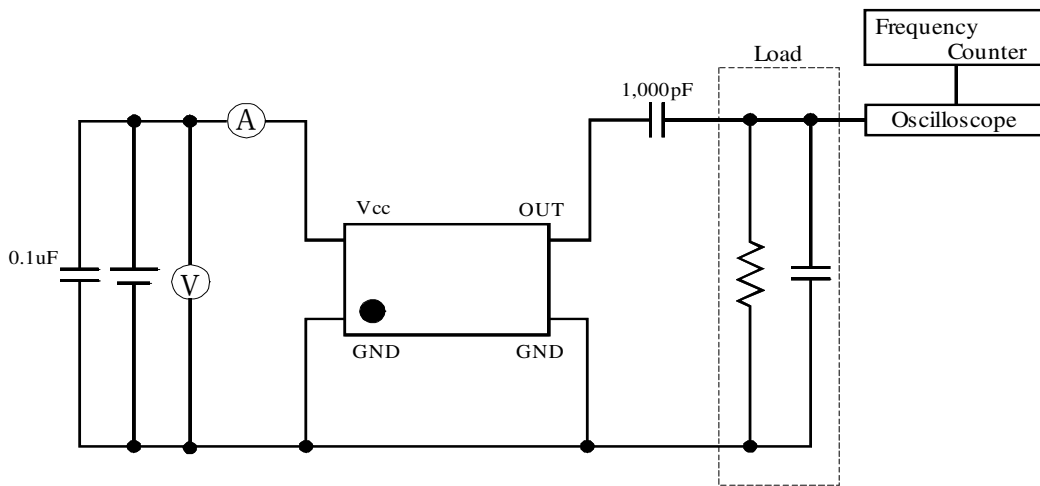 Frequency
Counter
Load
1,000pF
Oscilloscope
A
Vcc
OUT
0.1uF
V
GND
GND